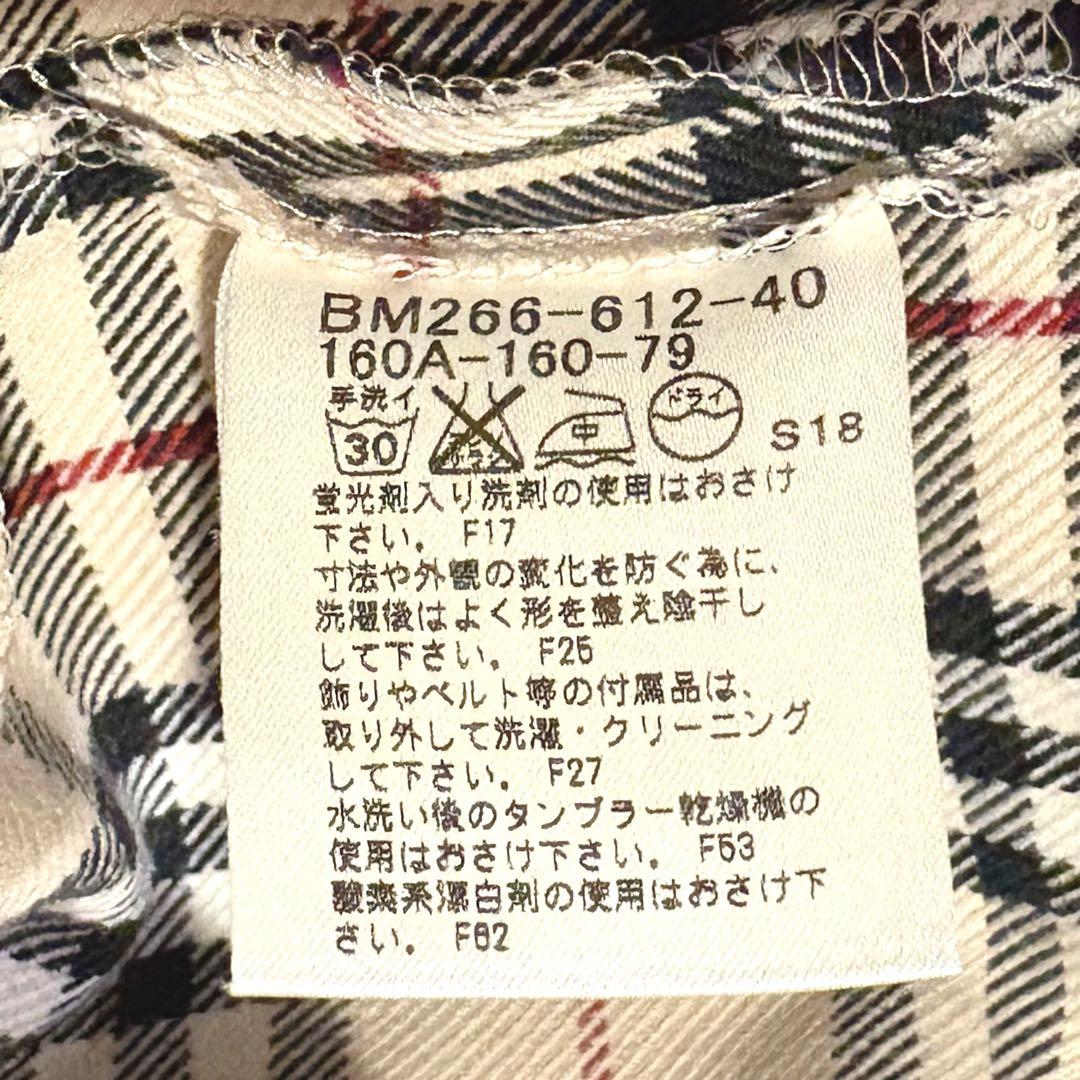 BM266-612-40
160A-160-79
手洗イ
30
中
ドライ
S18
蛍光剤入り洗剤の使用はおさけ
下さい。 F17
寸法や外観の変化を防ぐ為に、
洗濯後はよく形を整え陰干し
して下さい。 F25
飾りやベルト等の付属品は、
取り外して洗濯・クリーニング
して下さい。 F27
水洗い後のタンブラー乾燥機の
使用はおさけ下さい。 F53
酸素系漂白剤の使用はおさけ下
さい。 F62